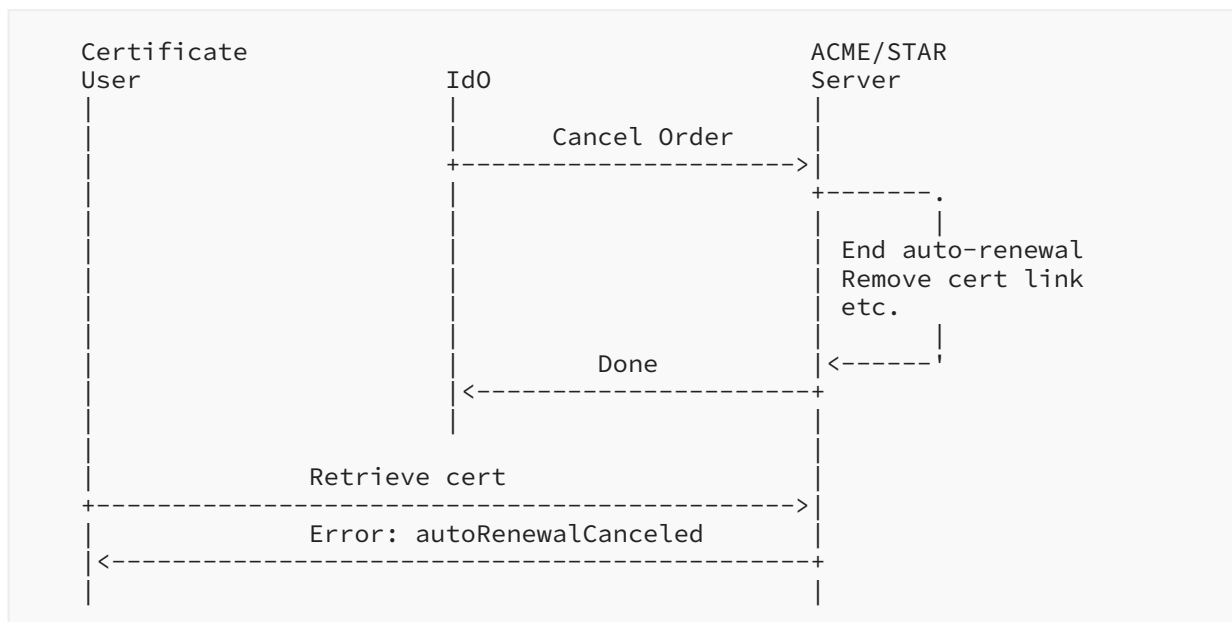 Certificate ACME/STAR
User IdO Server
Cancel Order
End auto-renewal
Remove cert link
etc.
Done
Retrieve cert
Error: autoRenewalCanceled